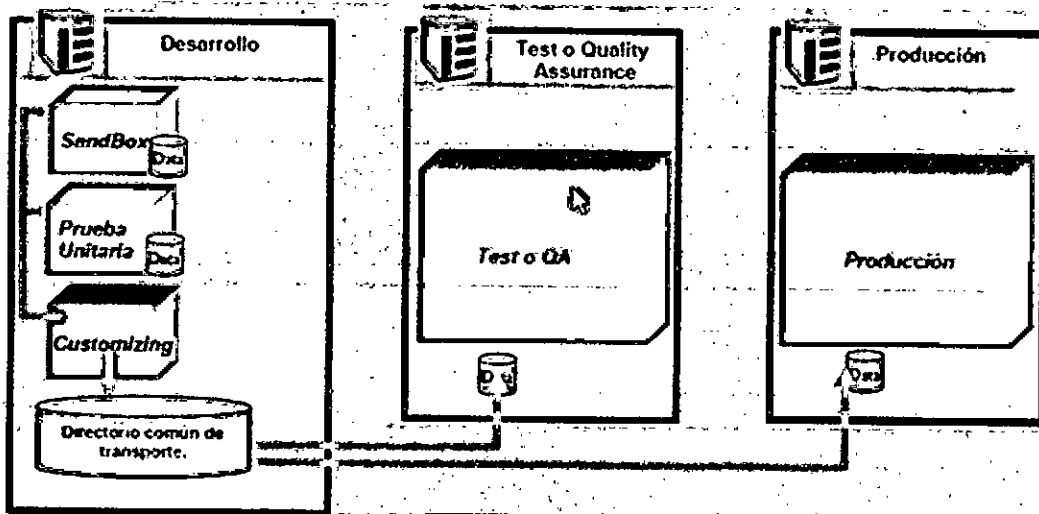 Desarrollo
SandBox
Data
Prueba
Unitaria
Data
Customizing
Directorio común de
transporte.
Test o Quality
Assurance
Test o QA
Data
Producción
Producción
Data